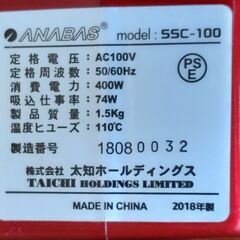 ANABAS® model: SSC-100
定格電圧：AC100V
定格周波数：50/60Hz
消費電力：400W
吸込仕事率：74W
製品質量：1.5Kg
温度ヒューズ：110℃
PSE
製造番号 18080032
株式会社 太知ホールディングス
TAICHI HOLDINGS LIMITED
MADE IN CHINA 2018年製